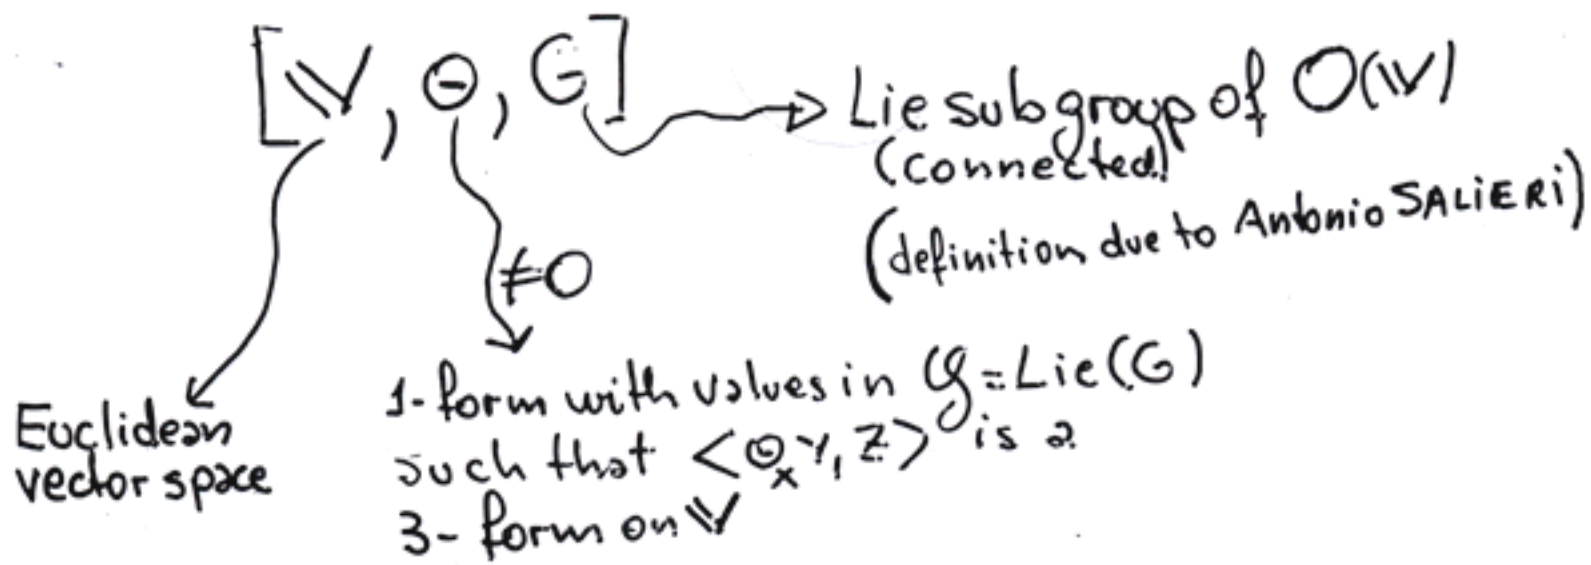 [𝕍, Θ, G]
Lie subgroup of O(𝕍)
(connected)
(definition due to Antonio SALIERI)
≠0
Euclidean
vector space
1-form with values in 𝔤=Lie(G)
such that <Θ_X Y, Z> is a
3-form on 𝕍